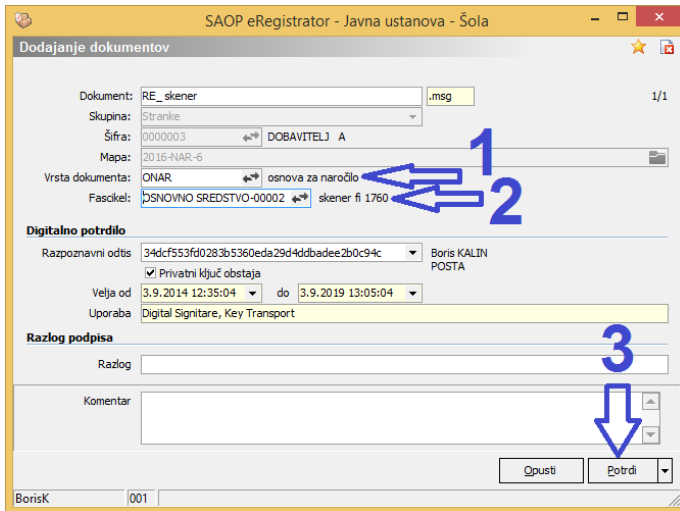 SAOP eRegistrator - Javna ustanova - Šola
Dodajanje dokumentov
Dokument: RE_ skener .msg 1/1
Skupina: Stranke
Šifra: 0000003 DOBAVITELJ A
1
Mapa: 2016-NAR-6
Vrsta dokumenta: ONAR osnova za naročilo
2
Fascikel: OSNOVNO SREDSTVO-00002 skener fi 1760
Digitalno potrdilo
Razpoznavni odtis 34dcf553fd0283b5360eda29d4ddbadee2b0c94c Boris KALIN
POSTA
Privatni ključ obstaja
Velja od 3.9.2014 12:35:04 do 3.9.2019 13:05:04
Uporaba Digital Signitare, Key Transport
Razlog podpisa
3
Razlog
Komentar
Opusti Potrdi
BorisK 001